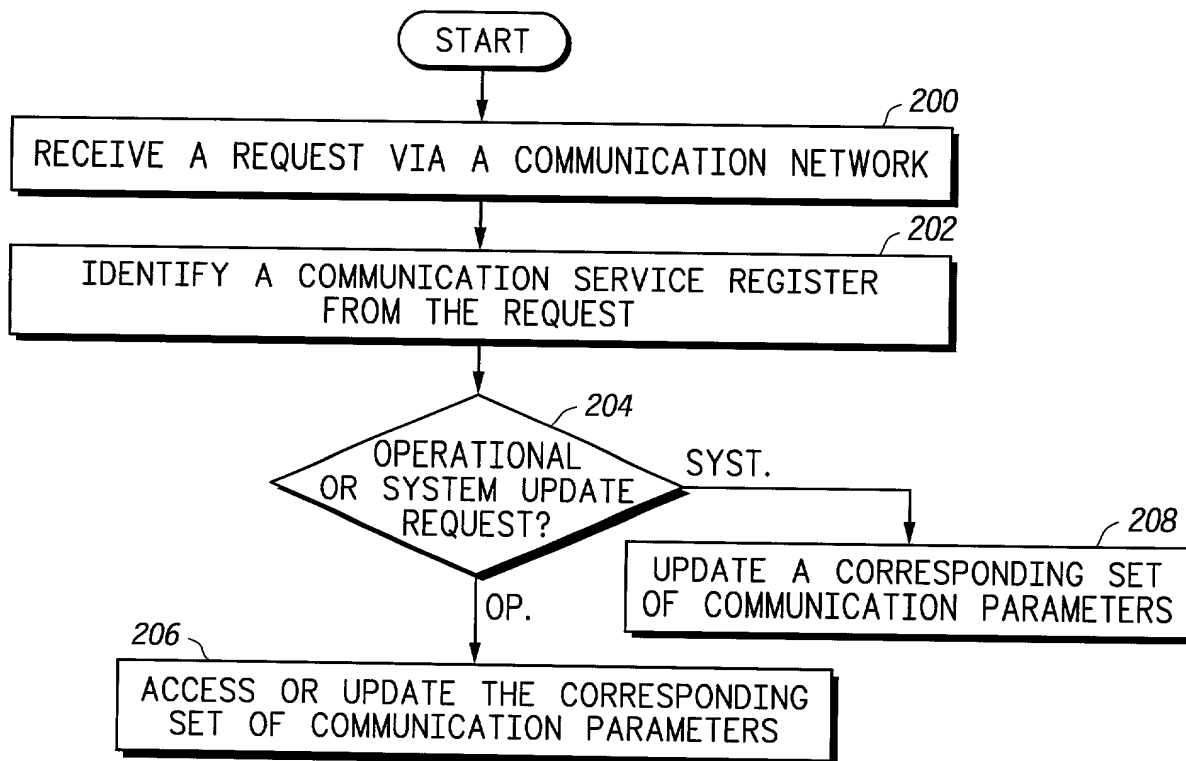 START
200
RECEIVE A REQUEST VIA A COMMUNICATION NETWORK
202
IDENTIFY A COMMUNICATION SERVICE REGISTER
FROM THE REQUEST
204
OPERATIONAL
OR SYSTEM UPDATE
REQUEST?
SYST.
208
UPDATE A CORRESPONDING SET
OF COMMUNICATION PARAMETERS
OP.
206
ACCESS OR UPDATE THE CORRESPONDING
SET OF COMMUNICATION PARAMETERS